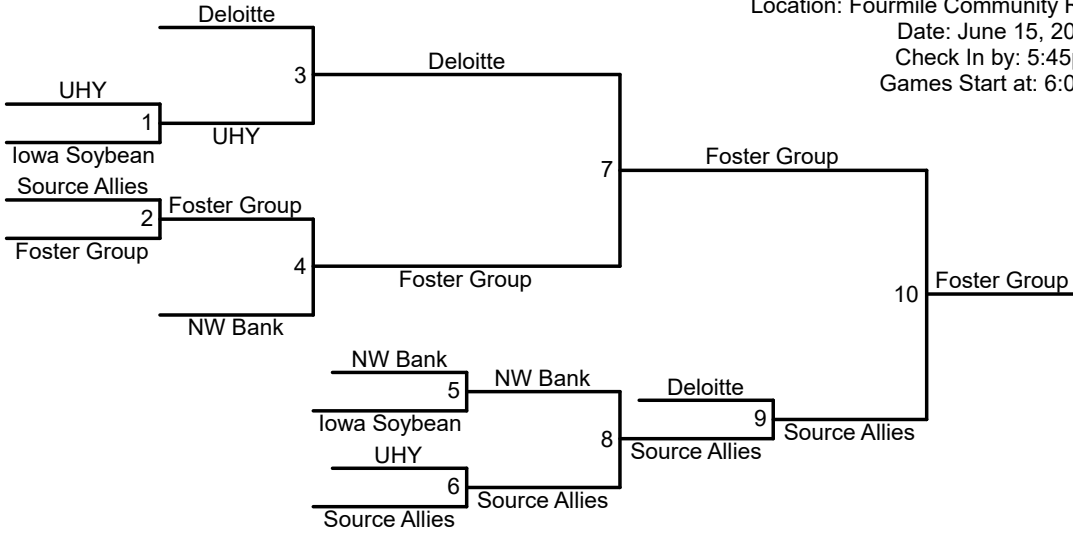 Location: Fourmile Community
Deloitte
Date: June 15,
Check In by:
Games Start at:
3
Deloitte
UHY
1
UHY
Iowa Soybean
Source Allies
Foster Group
7
Foster Group
2
Foster Group
4
Foster Group
NW Bank
10
Foster Group
NW Bank
5
NW Bank
Iowa Soybean
Deloitte
9
Source Allies
8
Source Allies
UHY
6
Source Allies
Source Allies